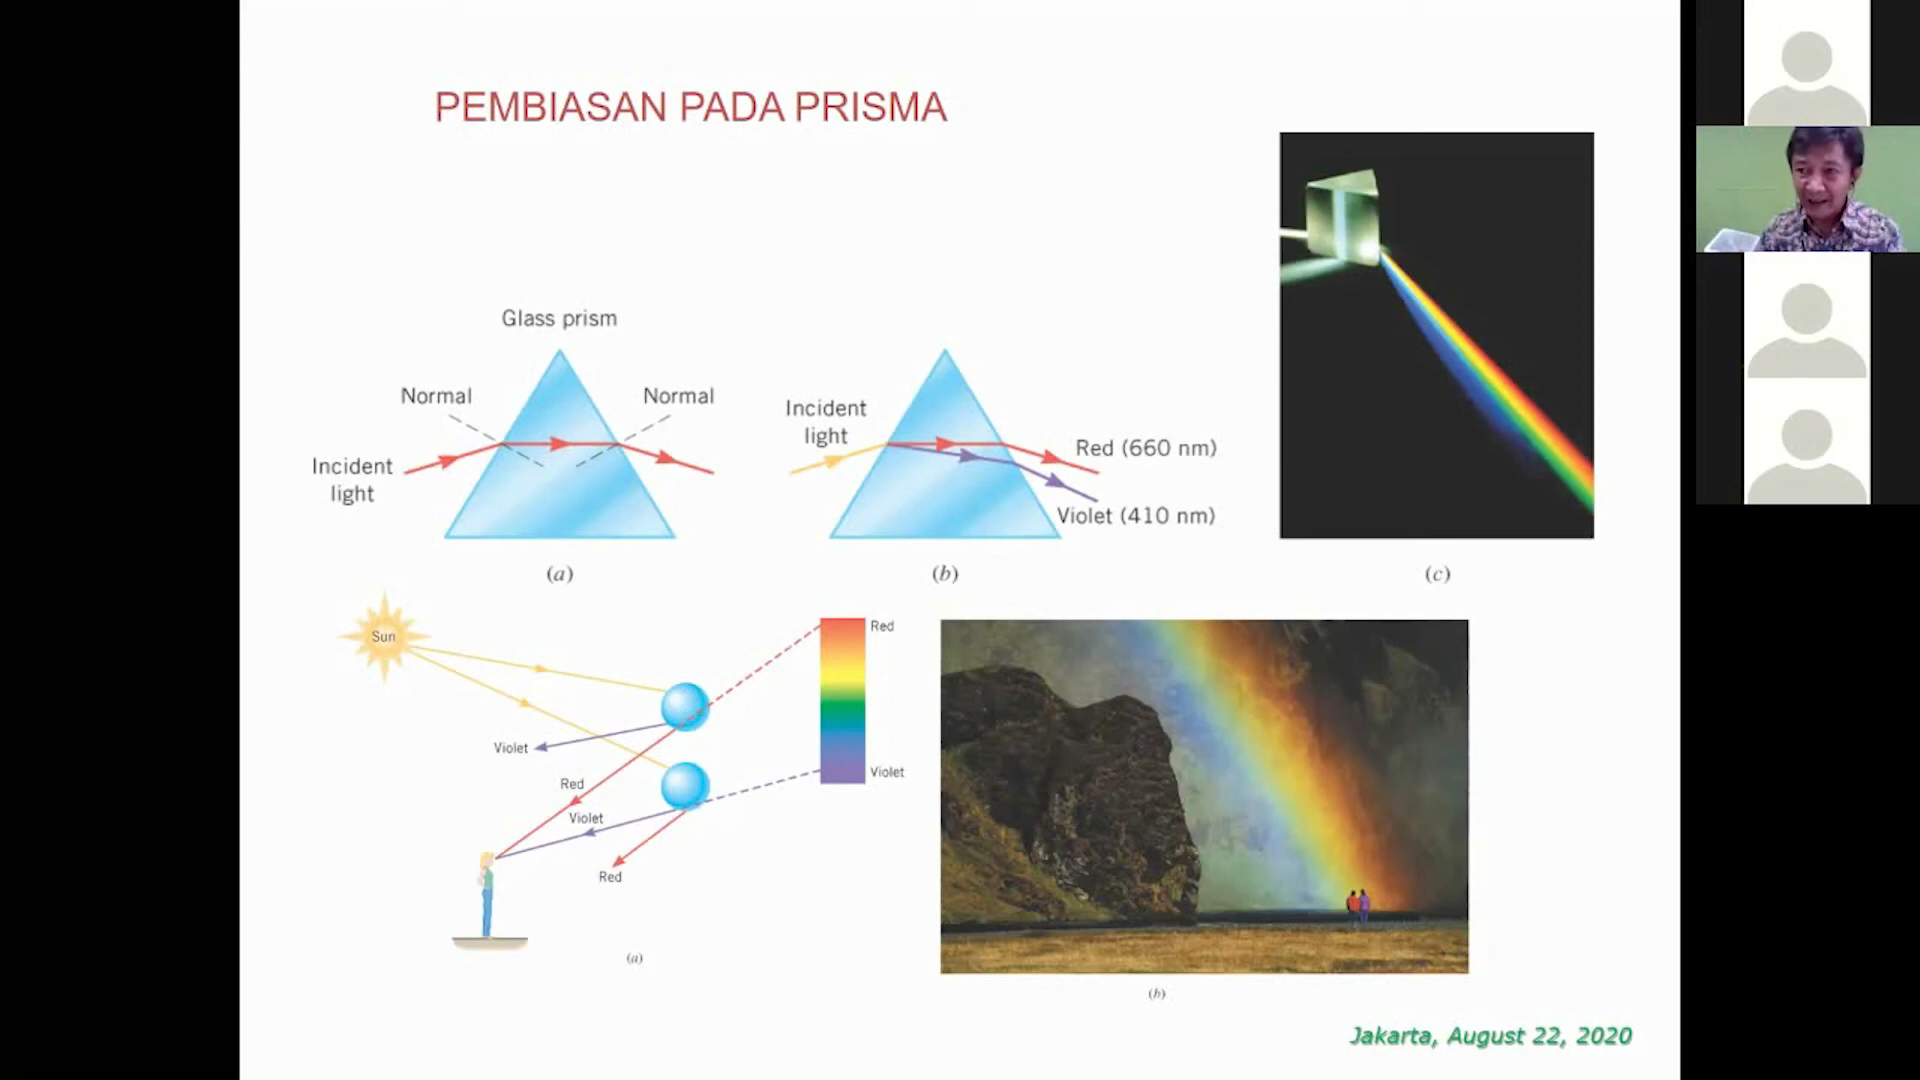 PEMBIASAN PADA PRISMA
Glass prism
Normal
Normal
Incident
light
(a)
Incident
light
Red (660 nm)
Violet (410 nm)
(b)
(c)
Sun
Violet
Red
Violet
Red
Red
Violet
(a)
(b)
Jakarta, August 22, 2020